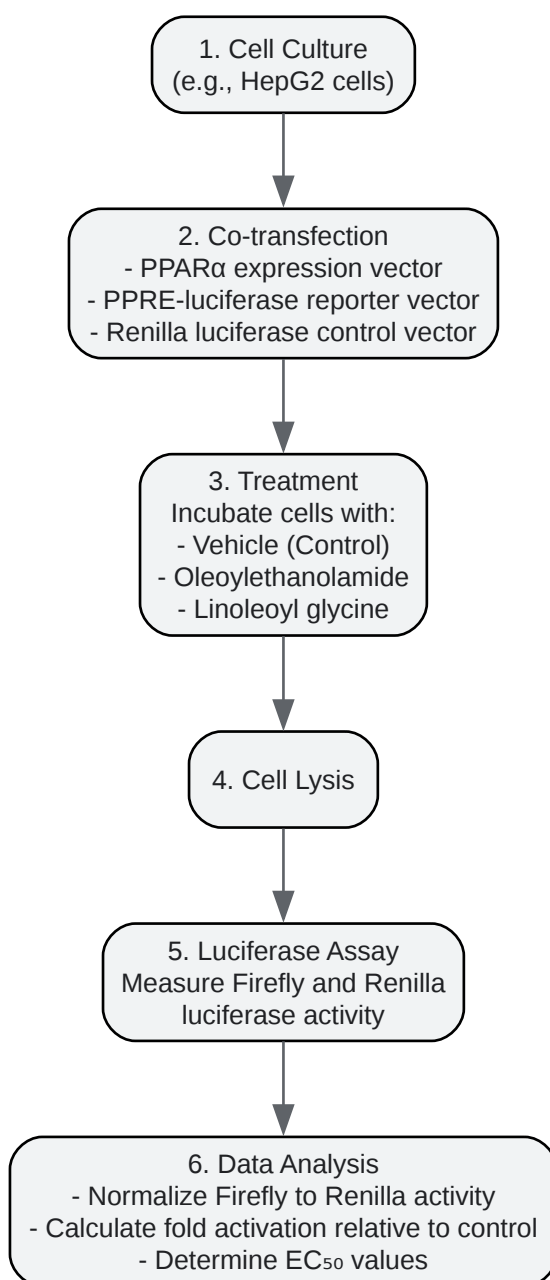 1. Cell Culture
(e.g., HepG2 cells)
2. Co-transfection
- PPARα expression vector
- PPRE-luciferase reporter vector
- Renilla luciferase control vector
3. Treatment
Incubate cells with:
- Vehicle (Control)
- Oleoylethanolamide
- Linoleoyl glycine
4. Cell Lysis
5. Luciferase Assay
Measure Firefly and Renilla
luciferase activity
6. Data Analysis
- Normalize Firefly to Renilla activity
- Calculate fold activation relative to control
- Determine EC₅₀ values